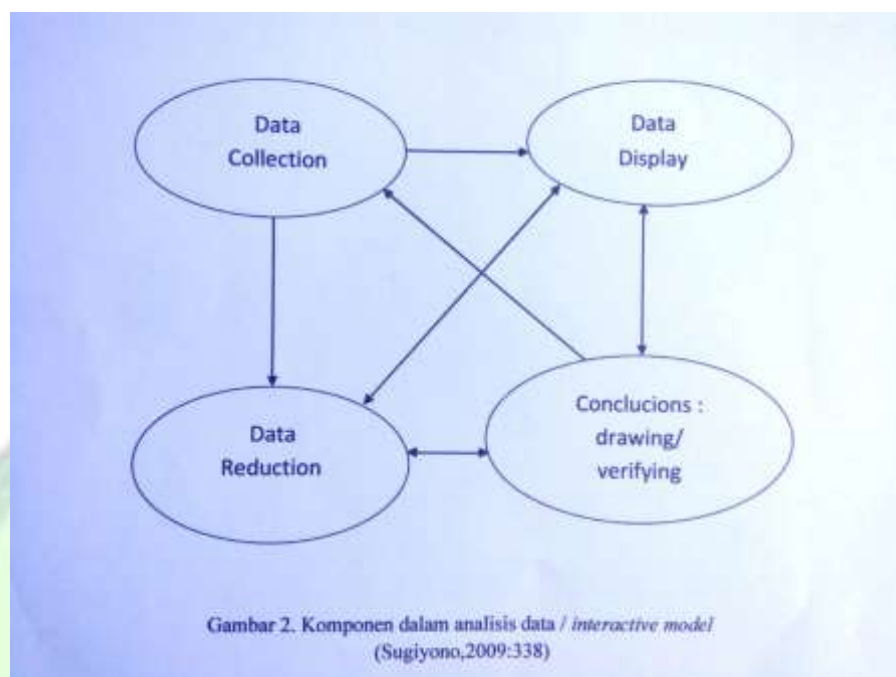 Data
Collection
Data
Display
Data
Reduction
Conclucions :
drawing/
verifying
Gambar 2. Komponen dalam analisis data / interactive model
(Sugiyono,2009:338)